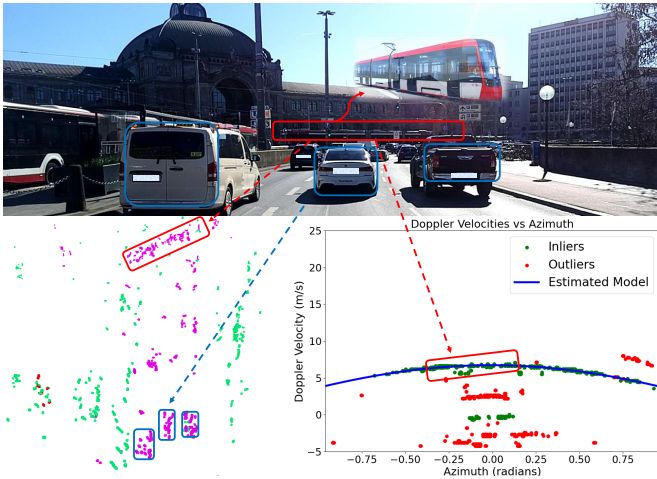 Doppler Velocities vs Azimuth
25
20
15
10
5
0
−5
Doppler Velocity (m/s)
Inliers
Outliers
Estimated Model
−0.75
−0.50
−0.25
0.00
0.25
0.50
0.75
Azimuth (radians)